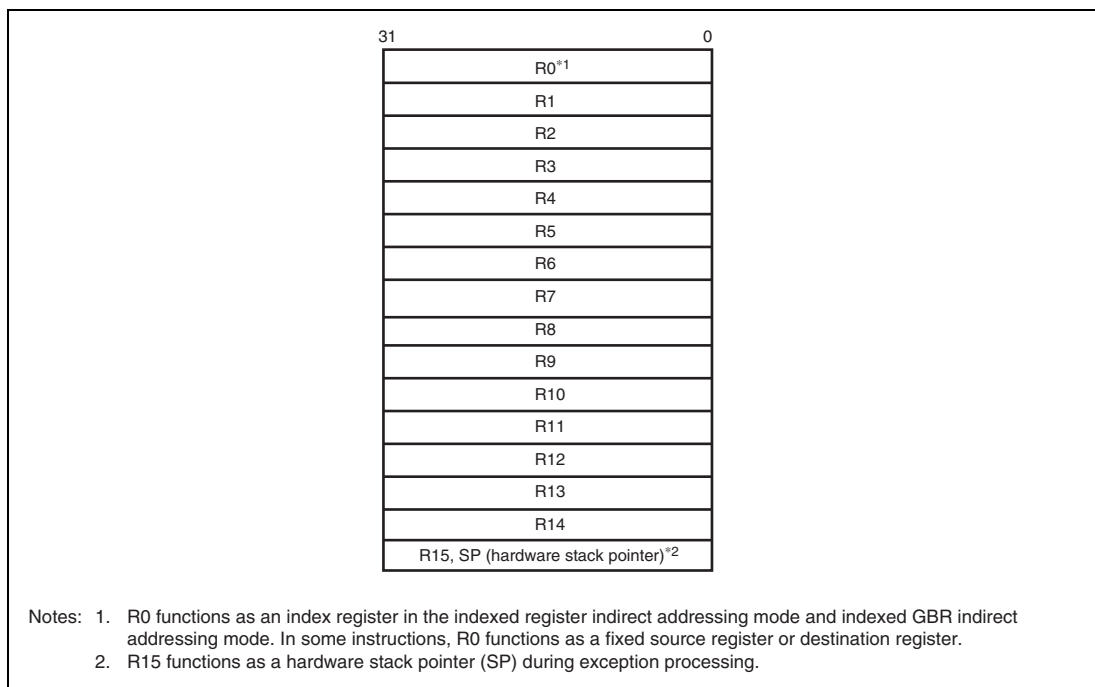 31 0
R0*1
R1
R2
R3
R4
R5
R6
R7
R8
R9
R10
R11
R12
R13
R14
R15, SP (hardware stack pointer)*2
Notes: 1. R0 functions as an index register in the indexed register indirect addressing mode and indexed GBR indirect
addressing mode. In some instructions, R0 functions as a fixed source register or destination register.
2. R15 functions as a hardware stack pointer (SP) during exception processing.